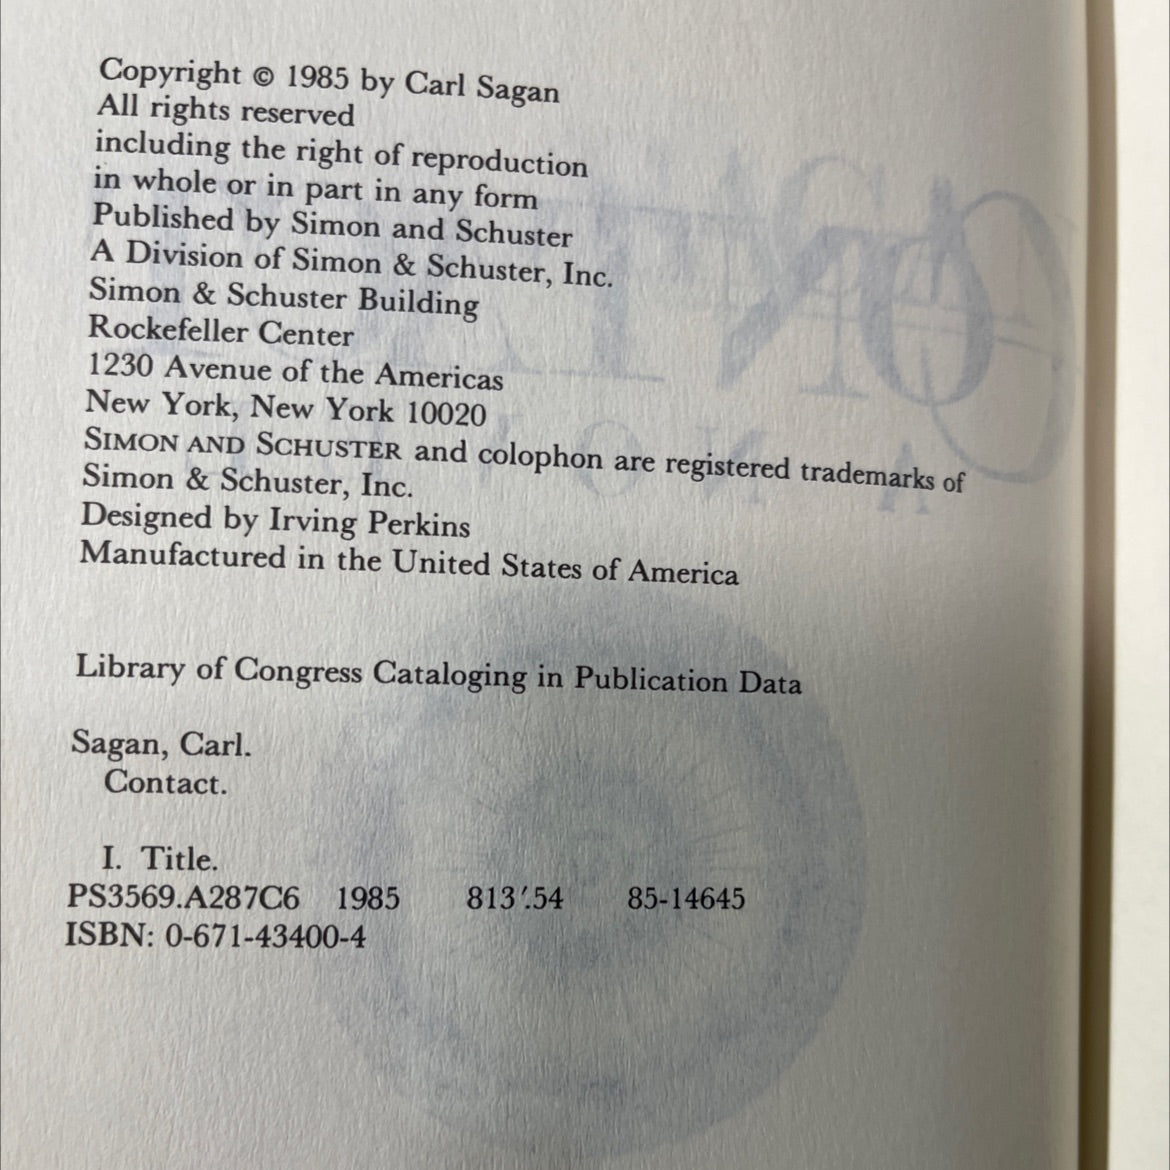 Copyright © 1985 by Carl Sagan
All rights reserved
including the right of reproduction
in whole or in part in any form
Published by Simon and Schuster
A Division of Simon & Schuster, Inc.
Simon & Schuster Building
Rockefeller Center
1230 Avenue of the Americas
New York, New York 10020
SIMON AND SCHUSTER and colophon are registered trademarks of
Simon & Schuster, Inc.
Designed by Irving Perkins
Manufactured in the United States of America
Library of Congress Cataloging in Publication Data
Sagan, Carl.
Contact.
I. Title.
PS3569.A287C6 1985 813′.54 85-14645
ISBN: 0-671-43400-4